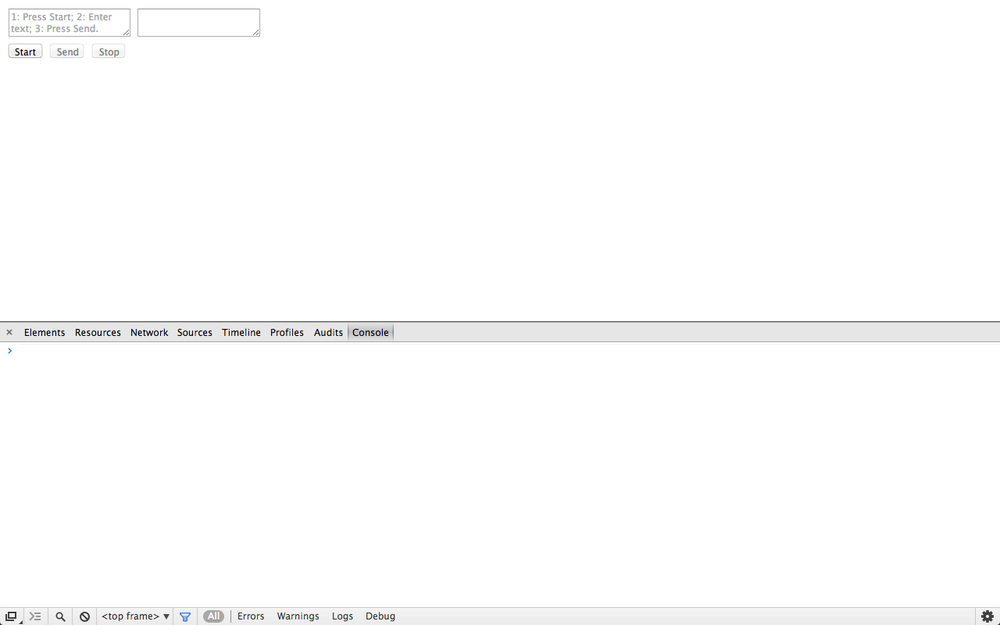 1: Press Start; 2: Enter
text; 3: Press Send.
Start Send Stop
× Elements Resources Network Sources Timeline Profiles Audits Console
>
<top frame> ▼ All Errors Warnings Logs Debug